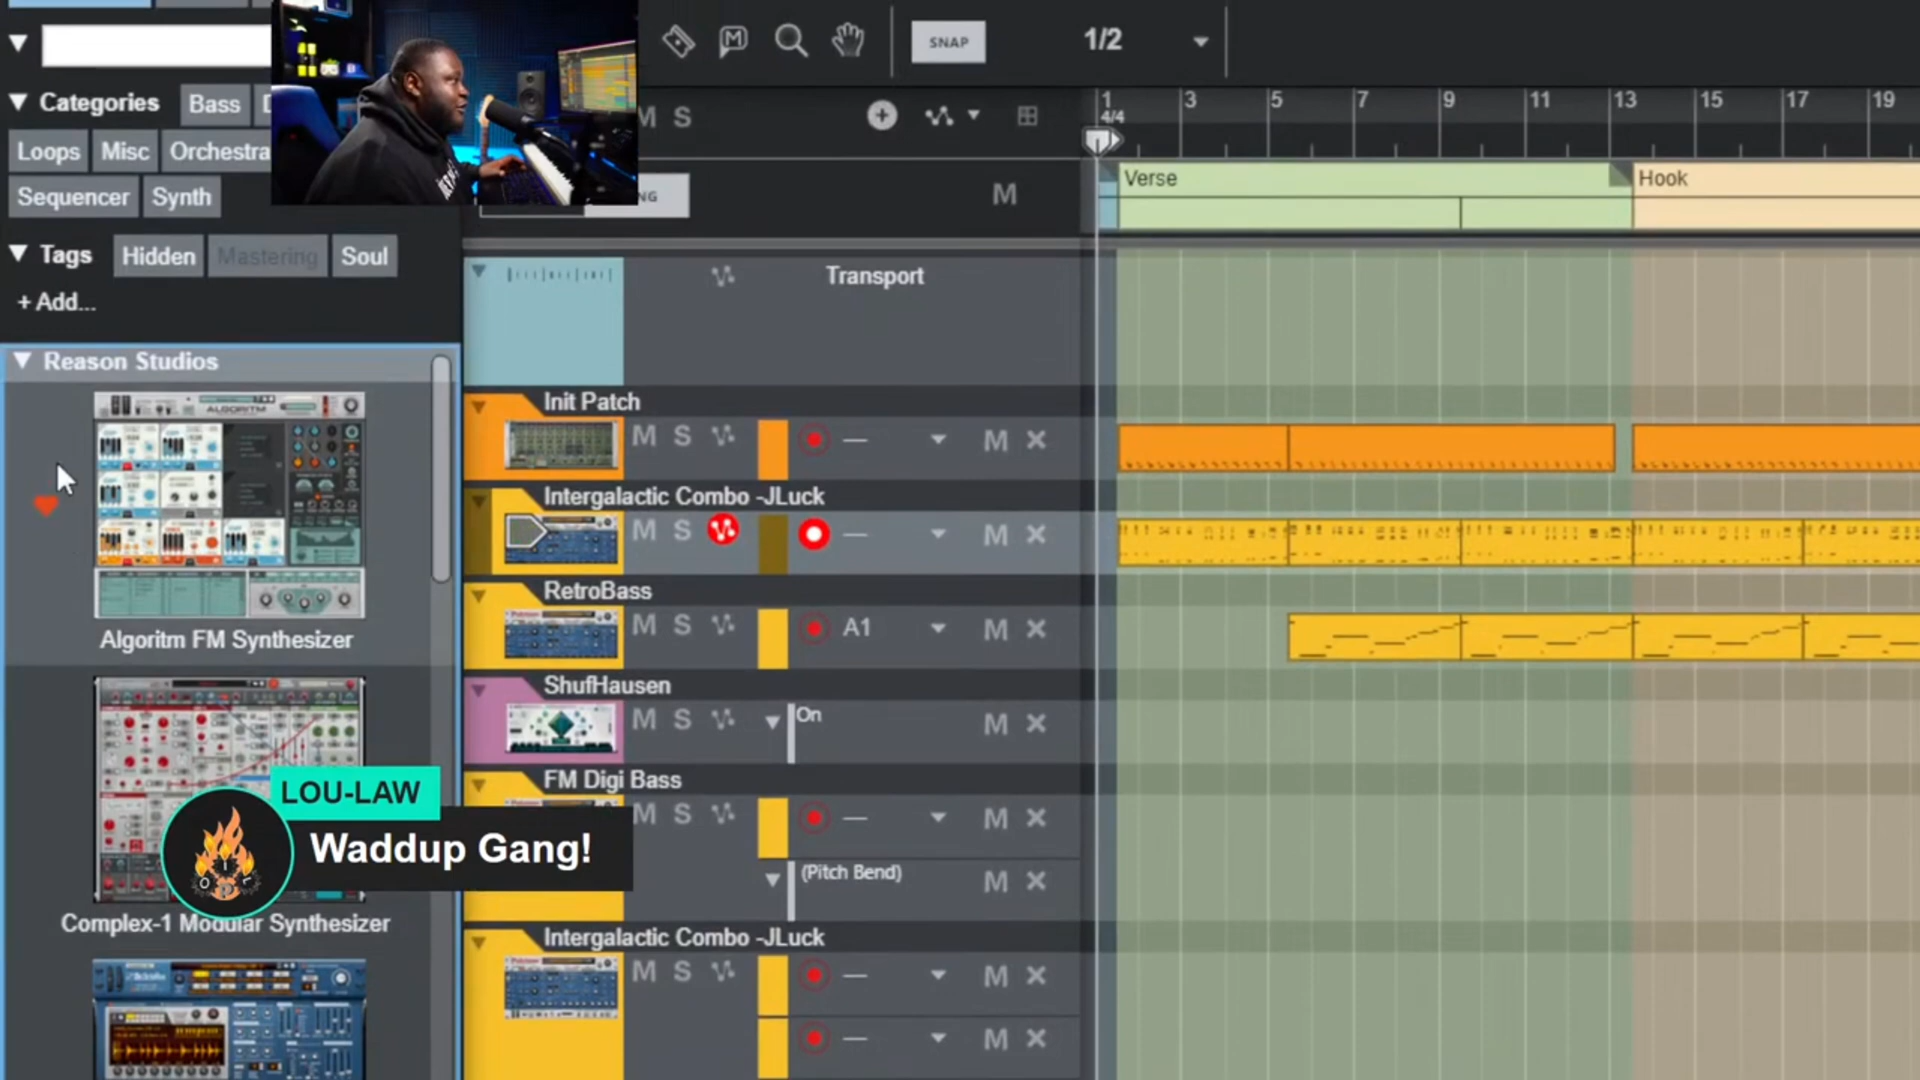 SNAP
1/2
Categories
Bass
Loops
Misc
Orchestra
Sequencer
Synth
Tags
Hidden
Mastering
Soul
+ Add...
M S
M
1 3 5 7 9 11 13 15 17 19
4/4
Verse
Hook
Reason Studios
ALGORITM
Algoritm FM Synthesizer
Complex-1 Modular Synthesizer
LOU-LAW
Waddup Gang!
Transport
Init Patch
M S — M ×
Intergalactic Combo -JLuck
M S — M ×
RetroBass
M S A1 M ×
ShufHausen
M S On M ×
FM Digi Bass
M S — M ×
(Pitch Bend) M ×
Intergalactic Combo -JLuck
M S — M ×
— M ×